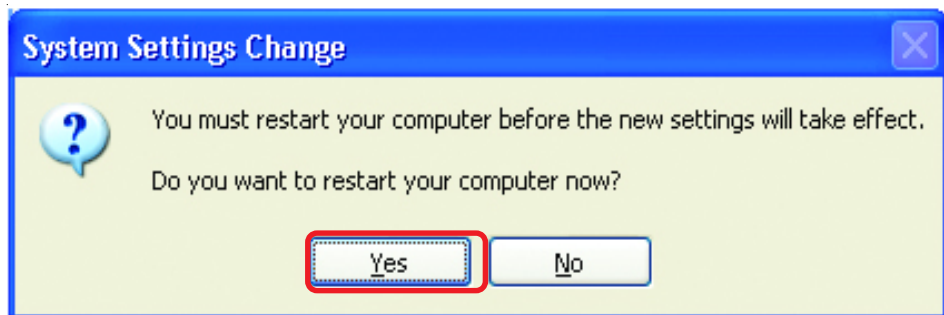 System Settings Change
You must restart your computer before the new settings will take effect.
Do you want to restart your computer now?
Yes No